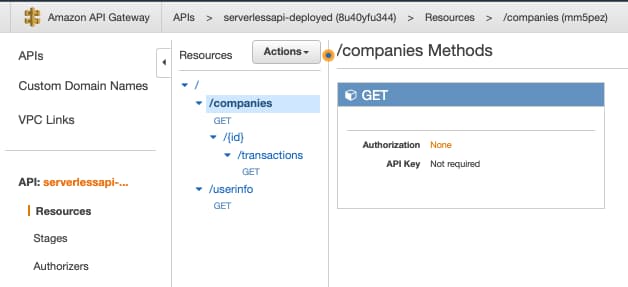 Amazon API Gateway APIs > serverlessapi-deployed (8u40yfu344) > Resources > /companies (mm5pez)
APIs
Custom Domain Names
VPC Links
API: serverlessapi-...
Resources
Stages
Authorizers
Resources Actions
/
/companies
GET
/{id}
/transactions
GET
/userinfo
GET
/companies Methods
GET
Authorization None
API Key Not required